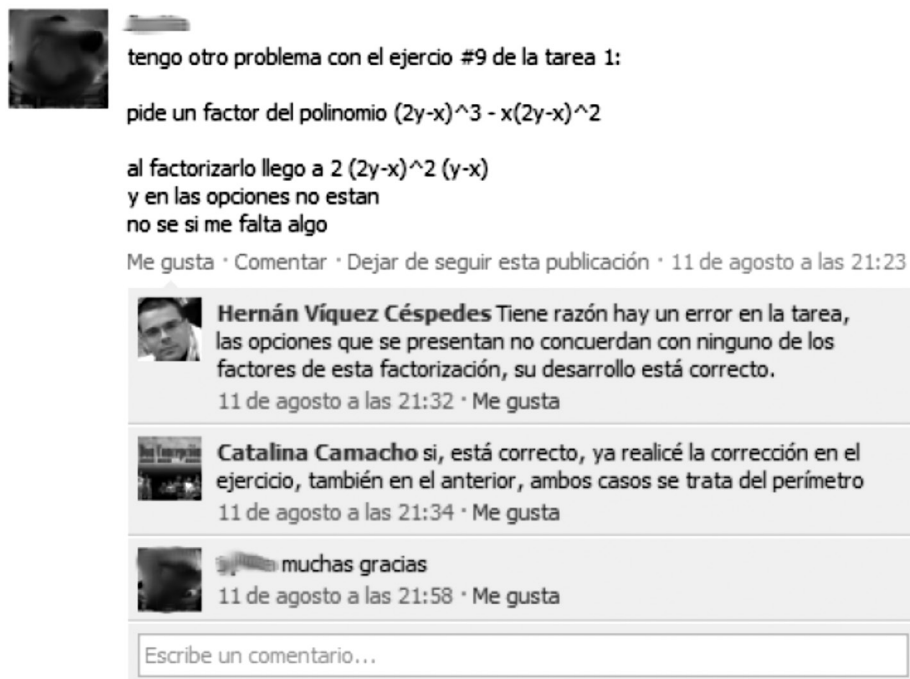 tengo otro problema con el ejercio #9 de la tarea 1:
pide un factor del polinomio (2y-x)^3 - x(2y-x)^2
al factorizarlo llego a 2 (2y-x)^2 (y-x)
y en las opciones no estan
no se si me falta algo
Me gusta · Comentar · Dejar de seguir esta publicación · 11 de agosto a las 21:23
Hernán Víquez Céspedes Tiene razón hay un error en la tarea,
las opciones que se presentan no concuerdan con ninguno de los
factores de esta factorización, su desarrollo está correcto.
11 de agosto a las 21:32 · Me gusta
Catalina Camacho si, está correcto, ya realicé la corrección en el
ejercicio, también en el anterior, ambos casos se trata del perímetro
11 de agosto a las 21:34 · Me gusta
muchas gracias
11 de agosto a las 21:58 · Me gusta
Escribe un comentario...